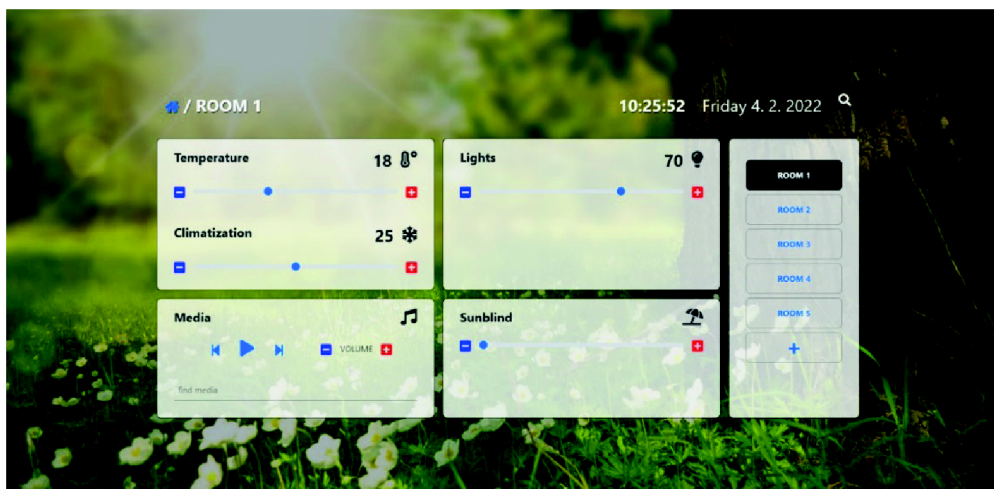 / ROOM 1
10:25:52 Friday 4. 2. 2022
Temperature
18
Climatization
25
Lights
70
Media
VOLUME
find media
Sunblind
ROOM 1
ROOM 2
ROOM 3
ROOM 4
ROOM 5
+